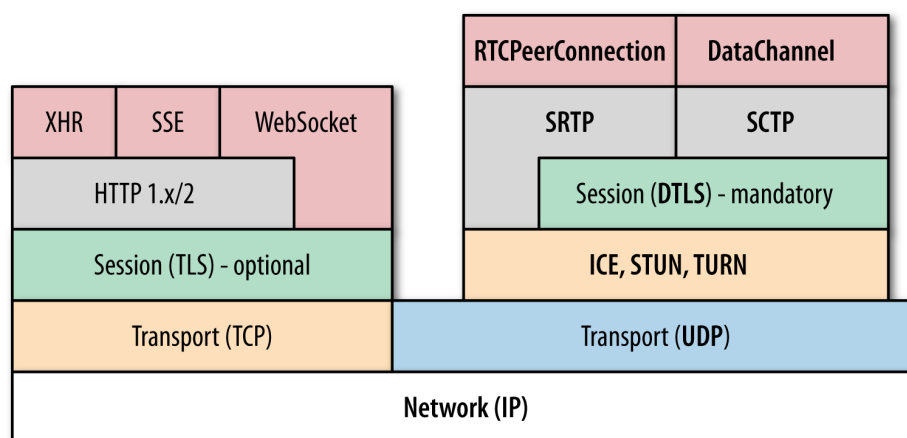 RTCPeerConnection
DataChannel
XHR
SSE
WebSocket
SRTP
SCTP
HTTP 1.x/2
Session (DTLS) - mandatory
Session (TLS) - optional
ICE, STUN, TURN
Transport (TCP)
Transport (UDP)
Network (IP)